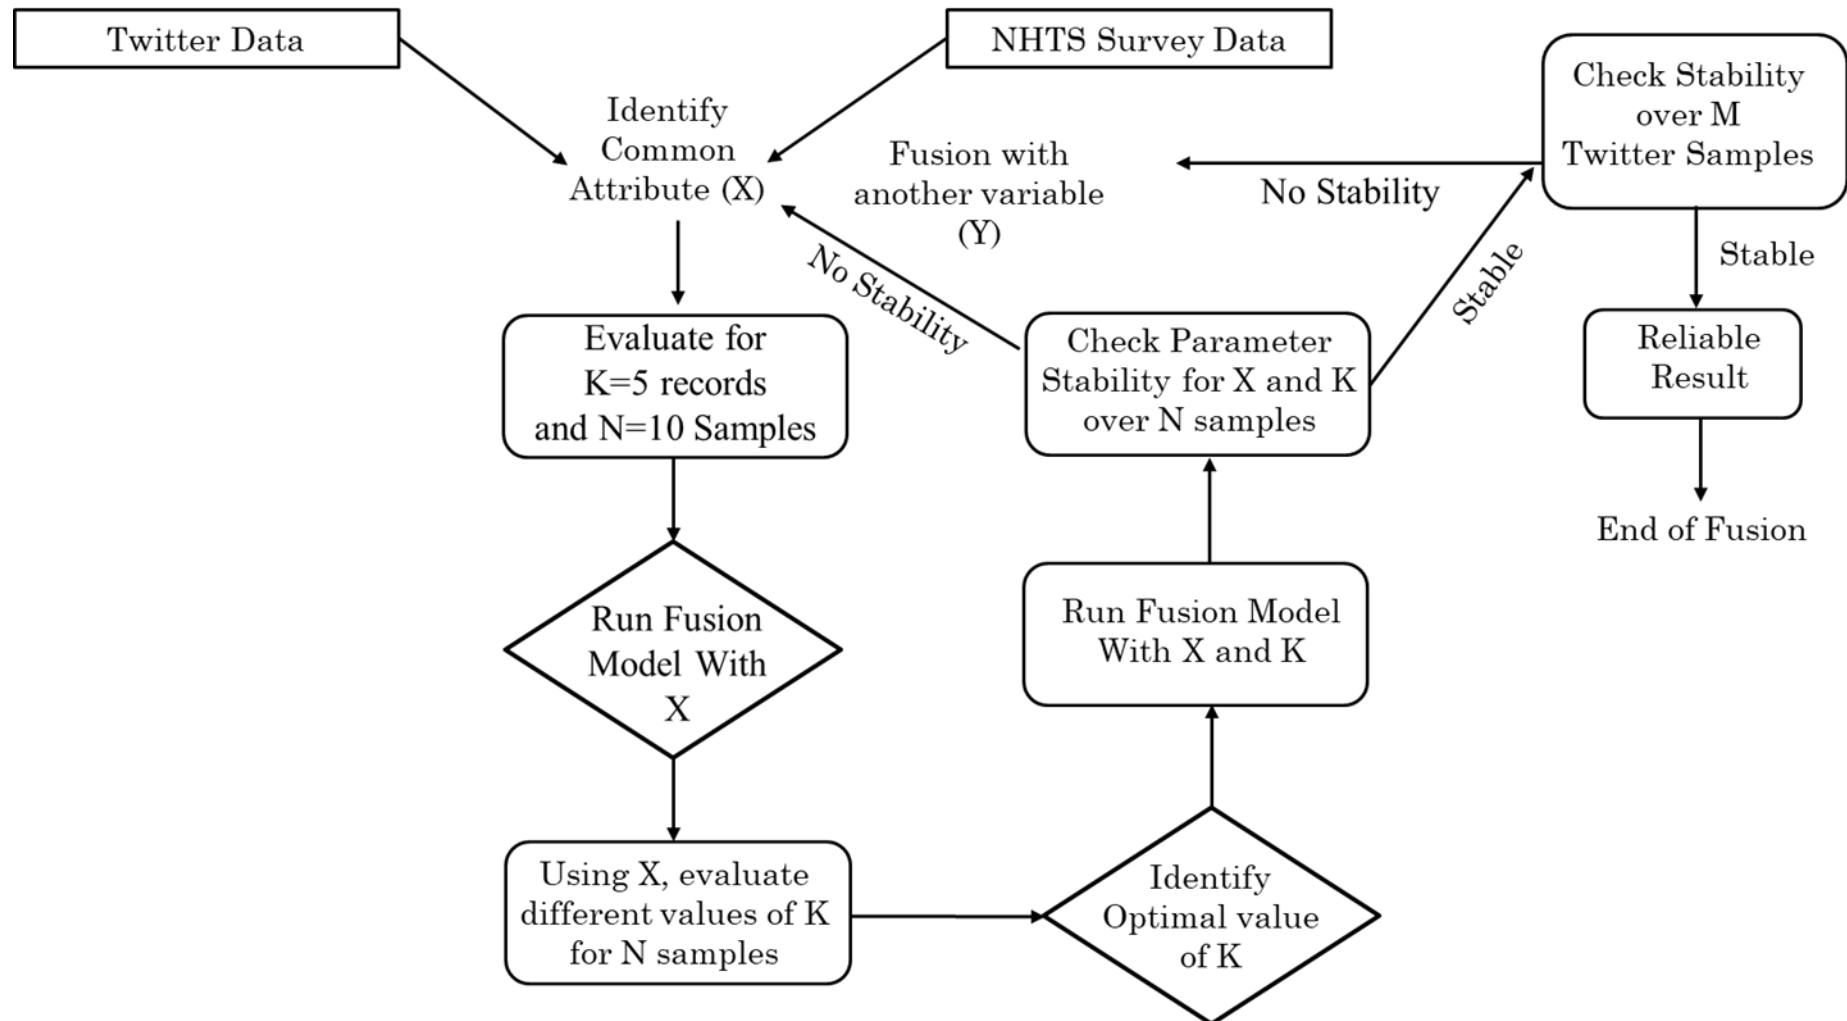 Twitter Data
NHTS Survey Data
Identify
Common
Attribute (X)
Fusion with
another variable
(Y)
No Stability
Check Stability
over M
Twitter Samples
Stable
Reliable
Result
End of Fusion
No Stability
Stable
Check Parameter
Stability for X and K
over N samples
Evaluate for
K=5 records
and N=10 Samples
Run Fusion
Model With
X
Run Fusion Model
With X and K
Using X, evaluate
different values of K
for N samples
Identify
Optimal value
of K